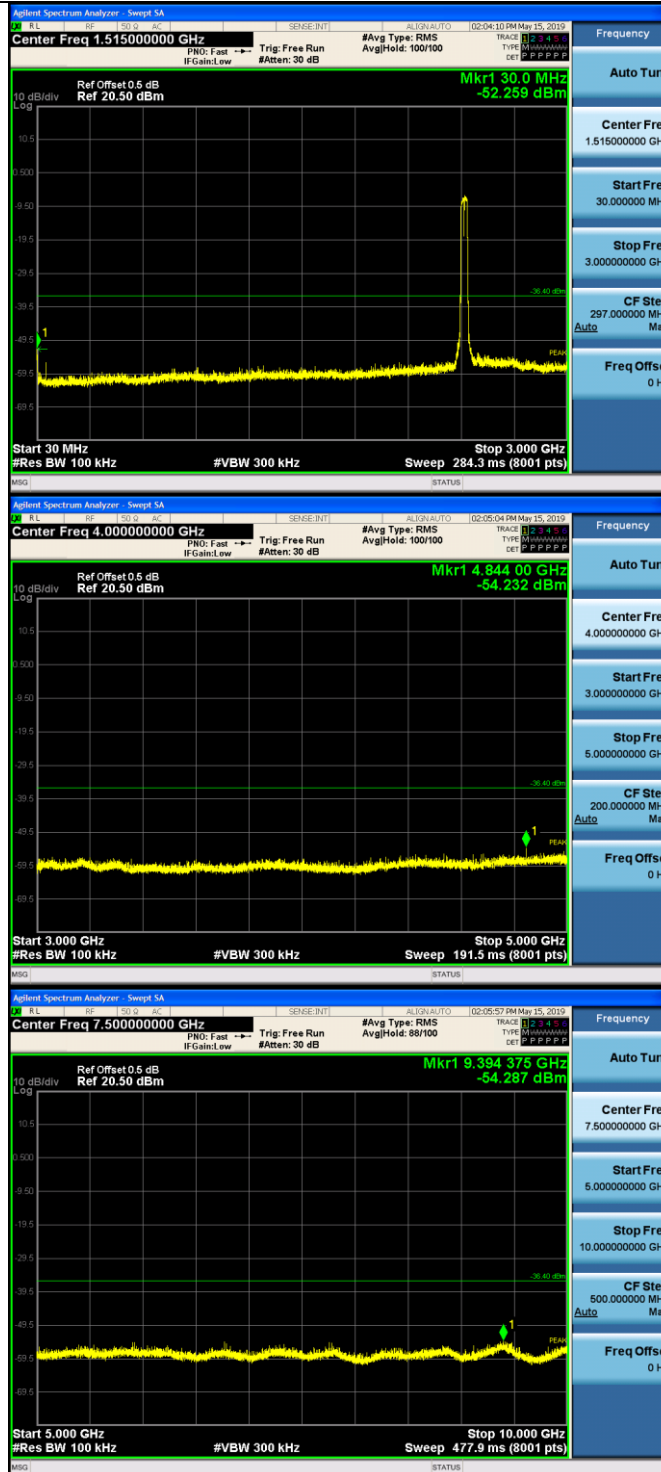 Agilent Spectrum Analyzer - Swept SA
RL RF 50 Ω AC SENSE:INT ALIGNAUTO 02:04:10 PM May 15, 2019
Center Freq 1.515000000 GHz #Avg Type: RMS TRACE 1 2 3 4 5 6
PNO: Fast Trig: Free Run Avg|Hold: 100/100 TYPE M
IFGain:Low #Atten: 30 dB DET P P P P P P
Mkr1 30.0 MHz
-52.259 dBm
Ref Offset 0.5 dB
10 dB/div Ref 20.50 dBm
Log
10.5
0.500
-9.50
-19.5
-29.5
-36.40 dBm
-39.5
-49.5
1
PEAK
-59.5
-69.5
Start 30 MHz Stop 3.000 GHz
#Res BW 100 kHz #VBW 300 kHz Sweep 284.3 ms (8001 pts)
MSG STATUS
Frequency
Auto Tun
Center Fre
1.515000000 GH
Start Fre
30.000000 MH
Stop Fre
3.000000000 GH
CF Ste
297.000000 MH
Auto Ma
Freq Offse
0 H
Agilent Spectrum Analyzer - Swept SA
RL RF 50 Ω AC SENSE:INT ALIGNAUTO 02:05:04 PM May 15, 2019
Center Freq 4.000000000 GHz #Avg Type: RMS TRACE 1 2 3 4 5 6
PNO: Fast Trig: Free Run Avg|Hold: 100/100 TYPE M
IFGain:Low #Atten: 30 dB DET P P P P P P
Mkr1 4.844 00 GHz
-54.232 dBm
Ref Offset 0.5 dB
10 dB/div Ref 20.50 dBm
Log
10.5
0.500
-9.50
-19.5
-29.5
-36.40 dBm
-39.5
-49.5
1
PEAK
-59.5
-69.5
Start 3.000 GHz Stop 5.000 GHz
#Res BW 100 kHz #VBW 300 kHz Sweep 191.5 ms (8001 pts)
MSG STATUS
Frequency
Auto Tun
Center Fre
4.000000000 GH
Start Fre
3.000000000 GH
Stop Fre
5.000000000 GH
CF Ste
200.000000 MH
Auto Ma
Freq Offse
0 H
Agilent Spectrum Analyzer - Swept SA
RL RF 50 Ω AC SENSE:INT ALIGNAUTO 02:05:57 PM May 15, 2019
Center Freq 7.500000000 GHz #Avg Type: RMS TRACE 1 2 3 4 5 6
PNO: Fast Trig: Free Run Avg|Hold: 88/100 TYPE M
IFGain:Low #Atten: 30 dB DET P P P P P P
Mkr1 9.394 375 GHz
-54.287 dBm
Ref Offset 0.5 dB
10 dB/div Ref 20.50 dBm
Log
10.5
0.500
-9.50
-19.5
-29.5
-36.40 dBm
-39.5
-49.5
1
PEAK
-59.5
-69.5
Start 5.000 GHz Stop 10.000 GHz
#Res BW 100 kHz #VBW 300 kHz Sweep 477.9 ms (8001 pts)
MSG STATUS
Frequency
Auto Tun
Center Fre
7.500000000 GH
Start Fre
5.000000000 GH
Stop Fre
10.000000000 GH
CF Ste
500.000000 MH
Auto Ma
Freq Offse
0 H